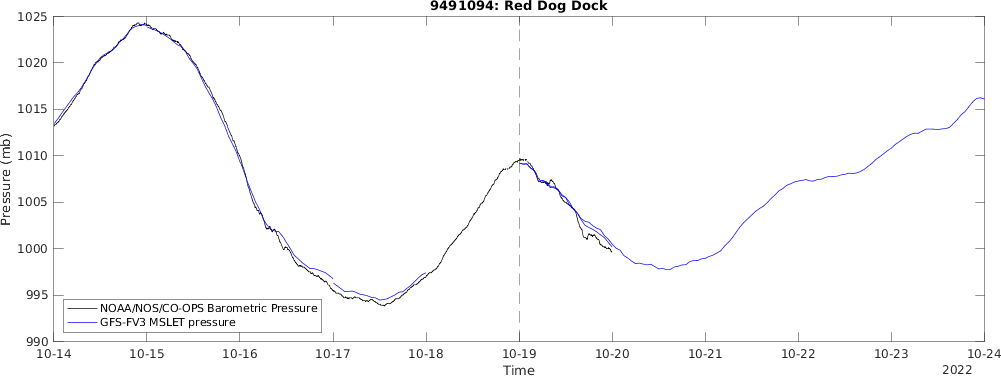 9491094: Red Dog Dock
Pressure (mb)
1025
1020
1015
1010
1005
1000
995
990
NOAA/NOS/CO-OPS Barometric Pressure
GFS-FV3 MSLET pressure
10-14 10-15 10-16 10-17 10-18 10-19 10-20 10-21 10-22 10-23 10-24
Time
2022